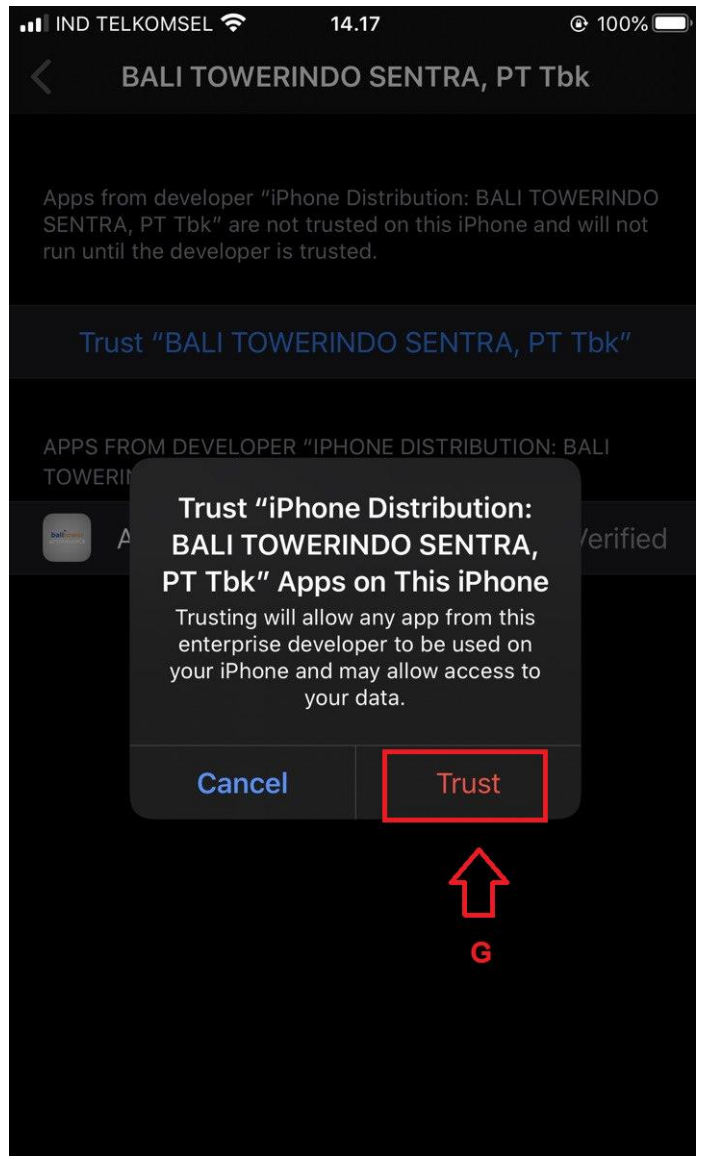 IND TELKOMSEL 14.17 100%
BALI TOWERINDO SENTRA, PT Tbk
Apps from developer “iPhone Distribution: BALI TOWERINDO
SENTRA, PT Tbk” are not trusted on this iPhone and will not
run until the developer is trusted.
Trust “BALI TOWERINDO SENTRA, PT Tbk”
APPS FROM DEVELOPER “IPHONE DISTRIBUTION: BALI
Trust “iPhone Distribution:
BALI TOWERINDO SENTRA,
PT Tbk” Apps on This iPhone
Trusting will allow any app from this
enterprise developer to be used on
your iPhone and may allow access to
your data.
Cancel Trust
G